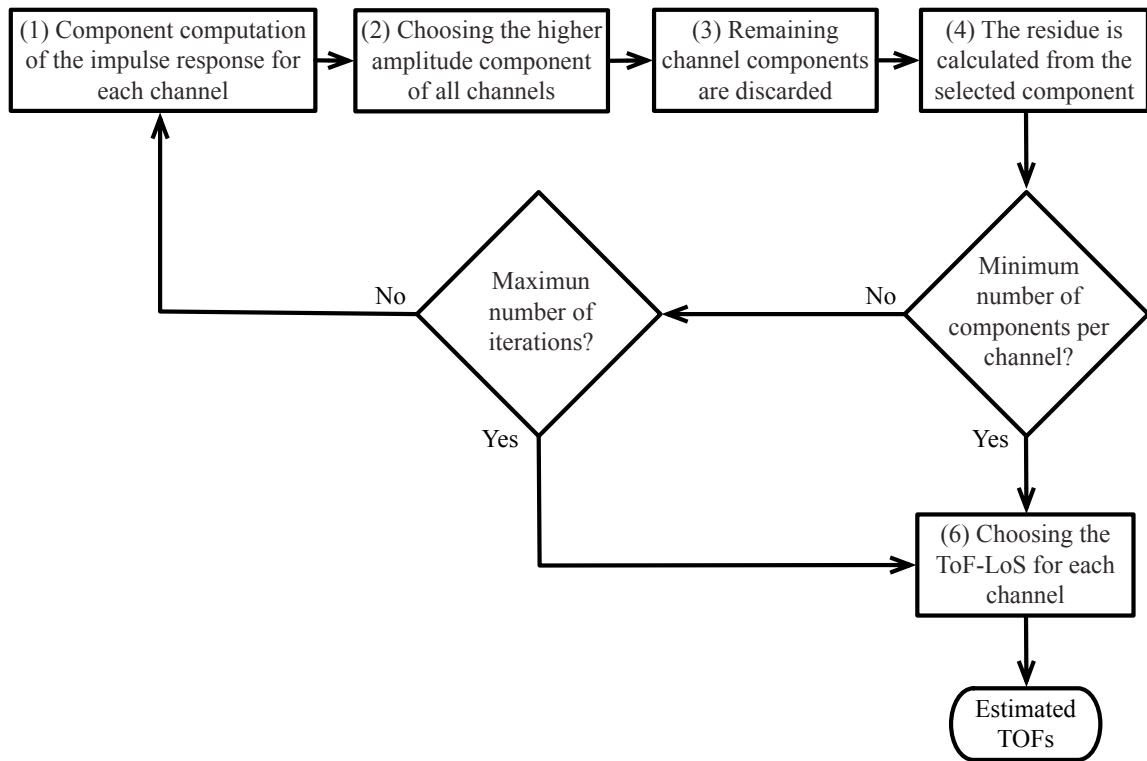 (1) Component computation
of the impulse response for
each channel
(2) Choosing the higher
amplitude component
of all channels
(3) Remaining
channel components
are discarded
(4) The residue is
calculated from the
selected component
Maximun
number of
iterations?
No
Yes
Minimum
number of
components per
channel?
No
Yes
(6) Choosing the
ToF-LoS for each
channel
Estimated
TOFs